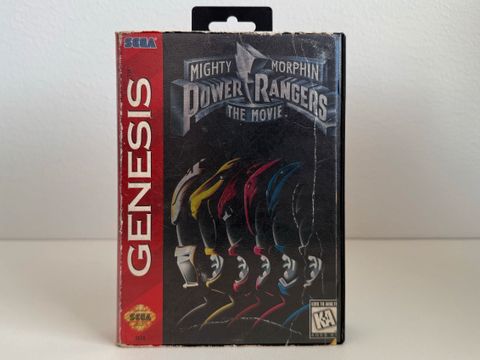 SEGA
GENESIS
SEGA
MIGHTY MORPHIN
POWER RANGERS
THE MOVIE
K-A